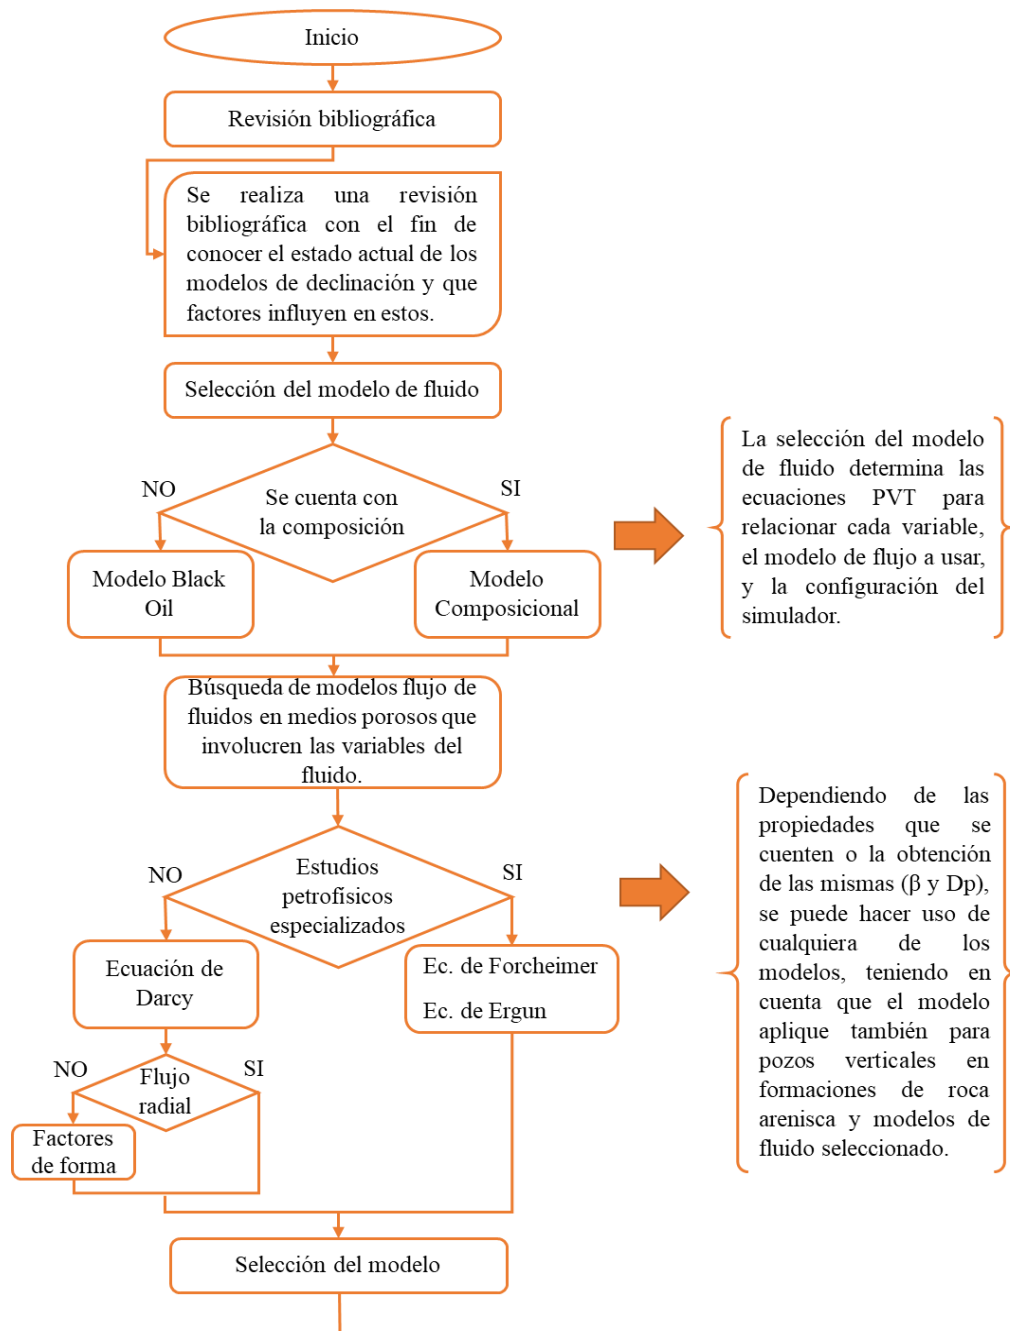 Inicio
Revisión bibliográfica
Se realiza una revisión
bibliográfica con el fin de
conocer el estado actual de los
modelos de declinación y que
factores influyen en estos.
Selección del modelo de fluido
NO
SI
Se cuenta con
la composición
Modelo Black
Oil
Modelo
Composicional
La selección del modelo
de fluido determina las
ecuaciones PVT para
relacionar cada variable,
el modelo de flujo a usar,
y la configuración del
simulador.
Búsqueda de modelos flujo de
fluidos en medios porosos que
involucren las variables del
fluido.
NO
SI
Estudios
petrofísicos
especializados
Ecuación de
Darcy
Ec. de Forcheimer
Ec. de Ergun
Dependiendo de las
propiedades que se
cuenten o la obtención
de las mismas (β y Dp),
se puede hacer uso de
cualquiera de los
modelos, teniendo en
cuenta que el modelo
aplique también para
pozos verticales en
formaciones de roca
arenisca y modelos de
fluido seleccionado.
NO
SI
Flujo
radial
Factores
de forma
Selección del modelo